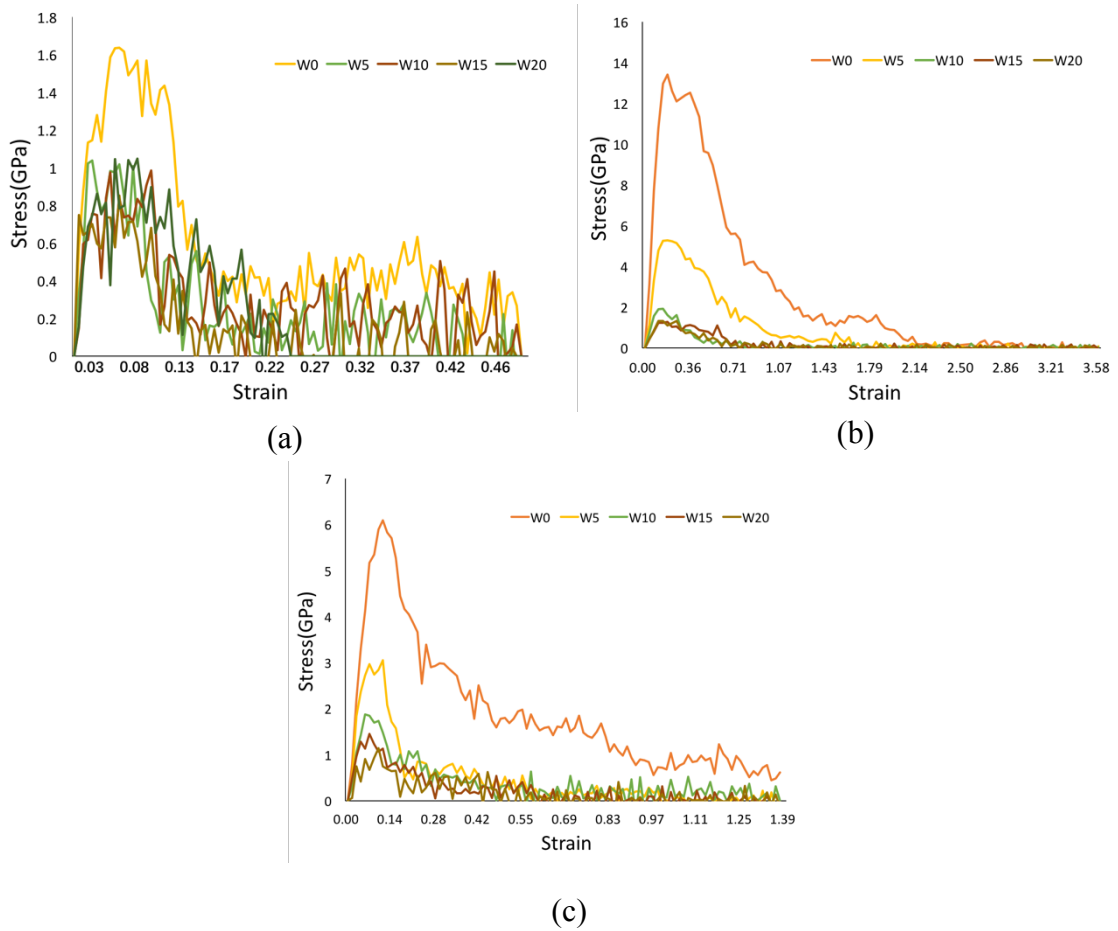 1.8
1.6
1.4
1.2
1
0.8
0.6
0.4
0.2
0
Stress(GPa)
W0 W5 W10 W15 W20
0.03 0.08 0.13 0.17 0.22 0.27 0.32 0.37 0.42 0.46
Strain
(a)
16
14
12
10
8
6
4
2
0
Stress(GPa)
W0 W5 W10 W15 W20
0.00 0.36 0.71 1.07 1.43 1.79 2.14 2.50 2.86 3.21 3.58
Strain
(b)
7
6
5
4
3
2
1
0
Stress(GPa)
W0 W5 W10 W15 W20
0.00 0.14 0.28 0.42 0.55 0.69 0.83 0.97 1.11 1.25 1.39
Strain
(c)